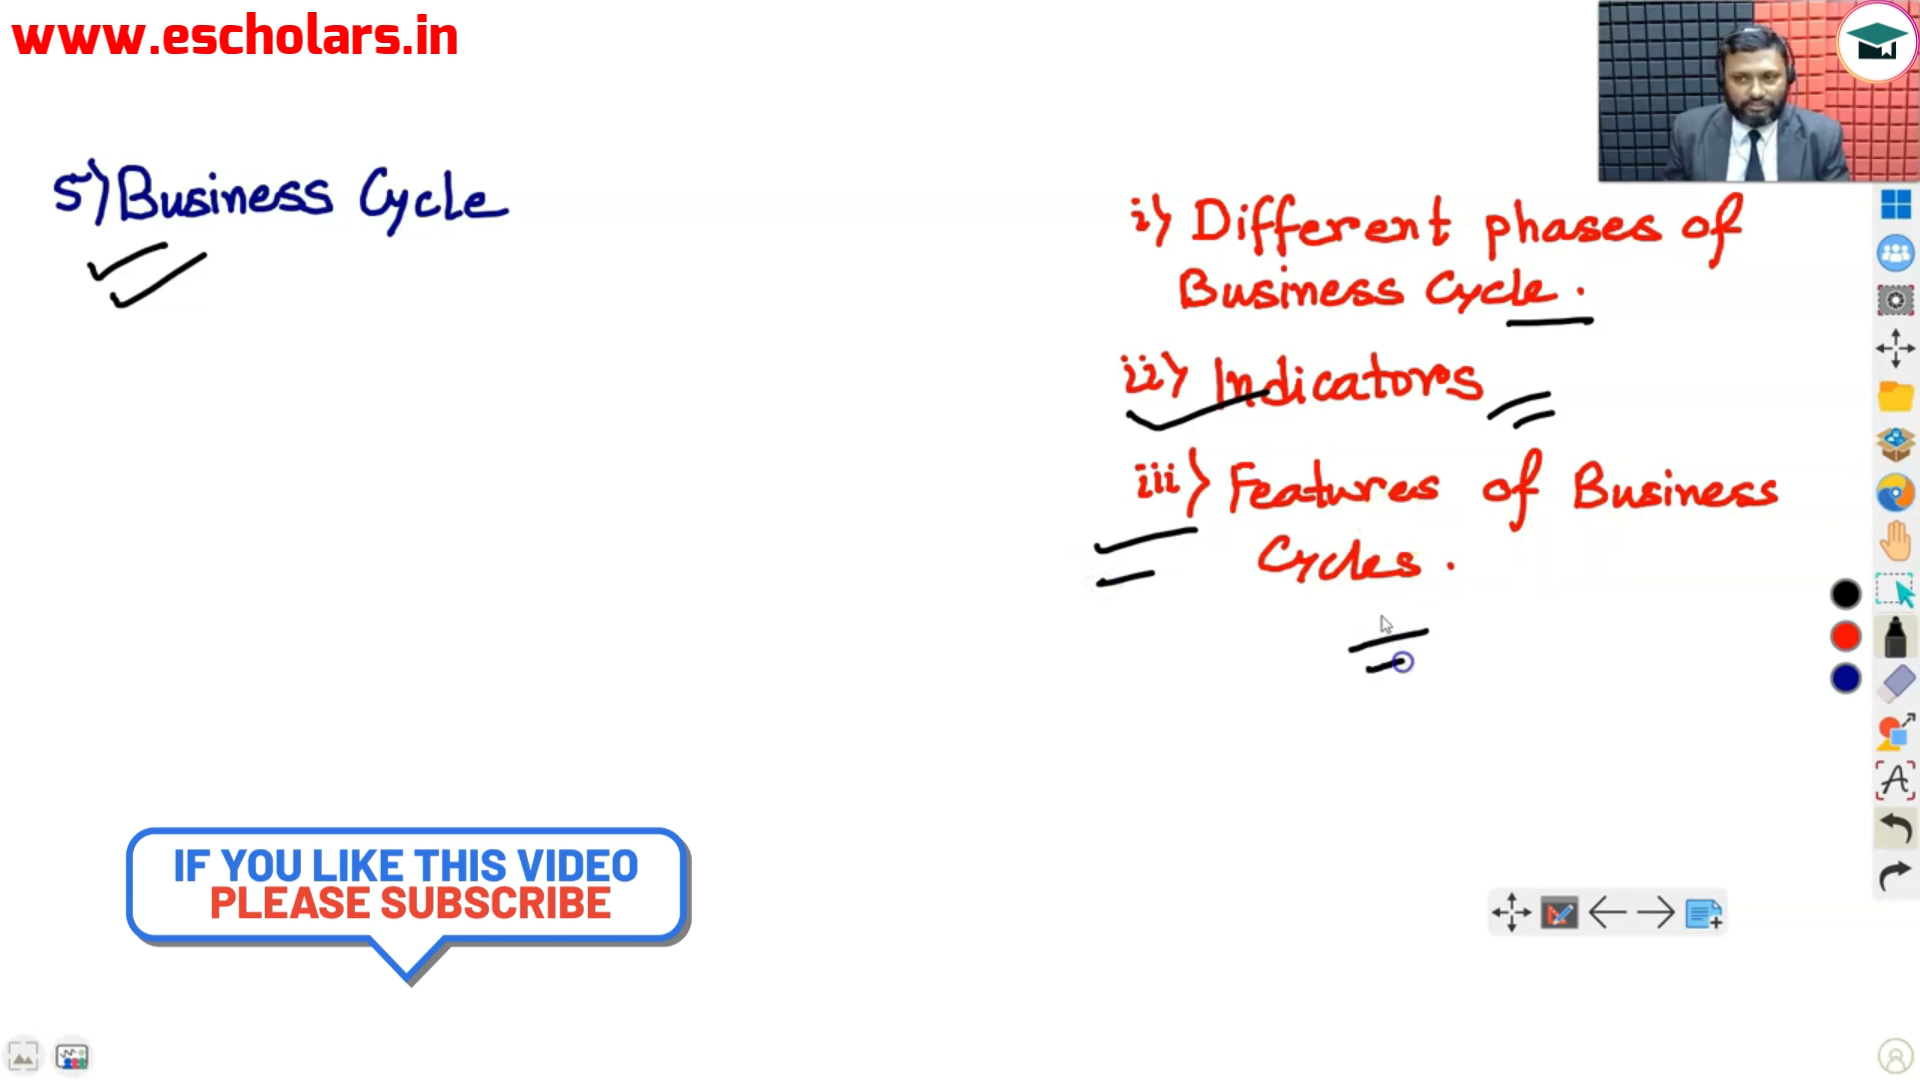 www.escholars.in
5) Business Cycle
i) Different phases of
Business Cycle.
ii) Indicators
iii) Features of Business
Cycles.
IF YOU LIKE THIS VIDEO
PLEASE SUBSCRIBE